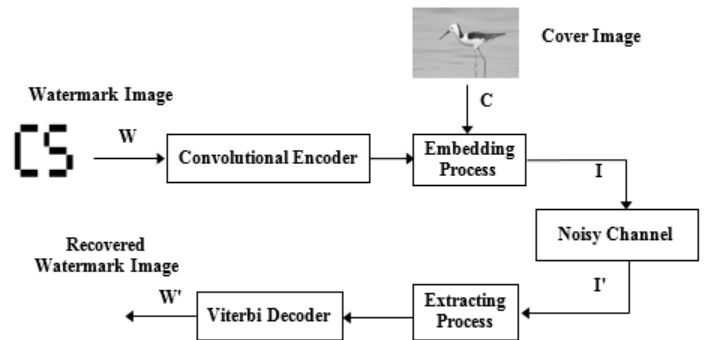 Cover Image
Watermark Image
C
CS
W
Convolutional Encoder
Embedding
Process
I
Noisy Channel
Recovered
Watermark Image
I'
W'
Viterbi Decoder
Extracting
Process